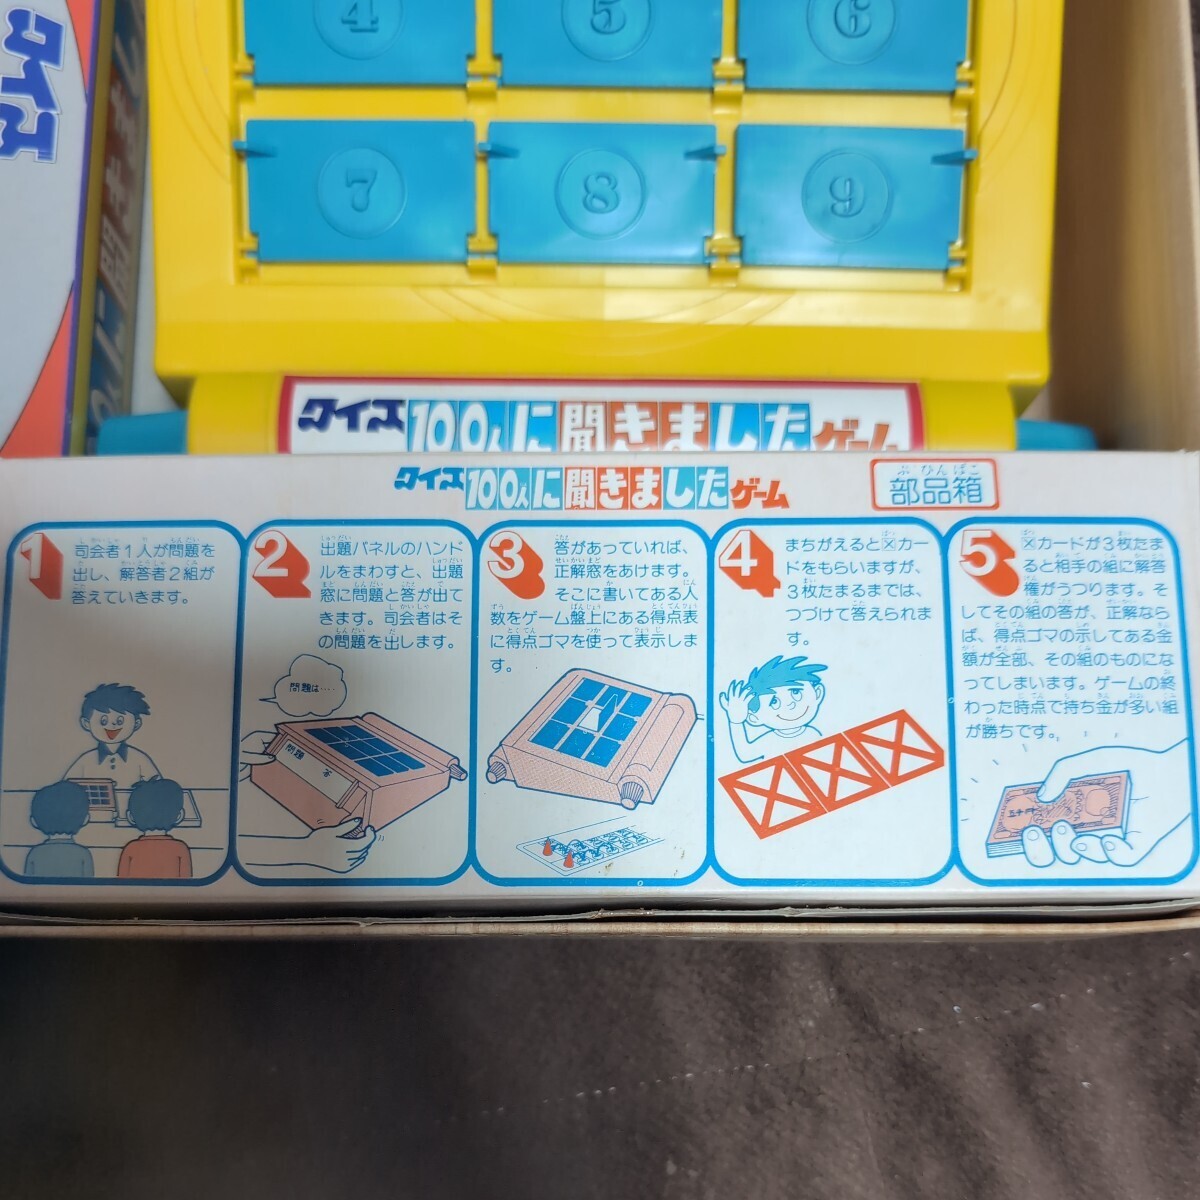 クイズ
4
5
6
7
8
9
クイズ100人に聞きましたゲーム
クイズ100人に聞きましたゲーム
ぶひんばこ
部品箱
1
司会者1人が問題を
出し、解答者2組が
答えていきます。
2
出題パネルのハンド
ルをまわすと、出題
窓に問題と答が出て
きます。司会者はそ
の問題を出します。
問題は‥‥
問題
答
3
答があっていれば、
正解窓をあけます。
そこに書いてある人
数をゲーム盤上にある得点表
に得点ゴマを使って表示しま
す。
4
まちがえると☒カー
ドをもらいますが、
3枚たまるまでは、
つづけて答えられま
す。
5
☒カードが3枚たま
ると相手の組に解答
権がうつります。そ
してその組の答が、正解なら
ば、得点ゴマの示してある金
額が全部、その組のものにな
ってしまいます。ゲームの終
わった時点で持ち金が多い組
が勝ちです。